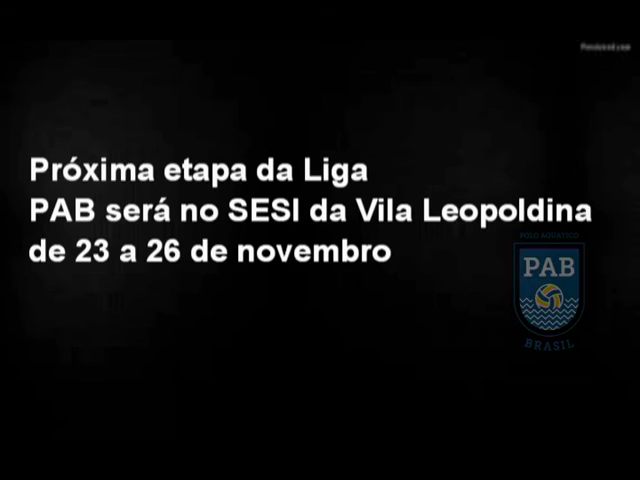 Próxima etapa da Liga
PAB será no SESI da Vila Leopoldina
de 23 a 26 de novembro
POLO AQUÁTICO
PAB
BRASIL